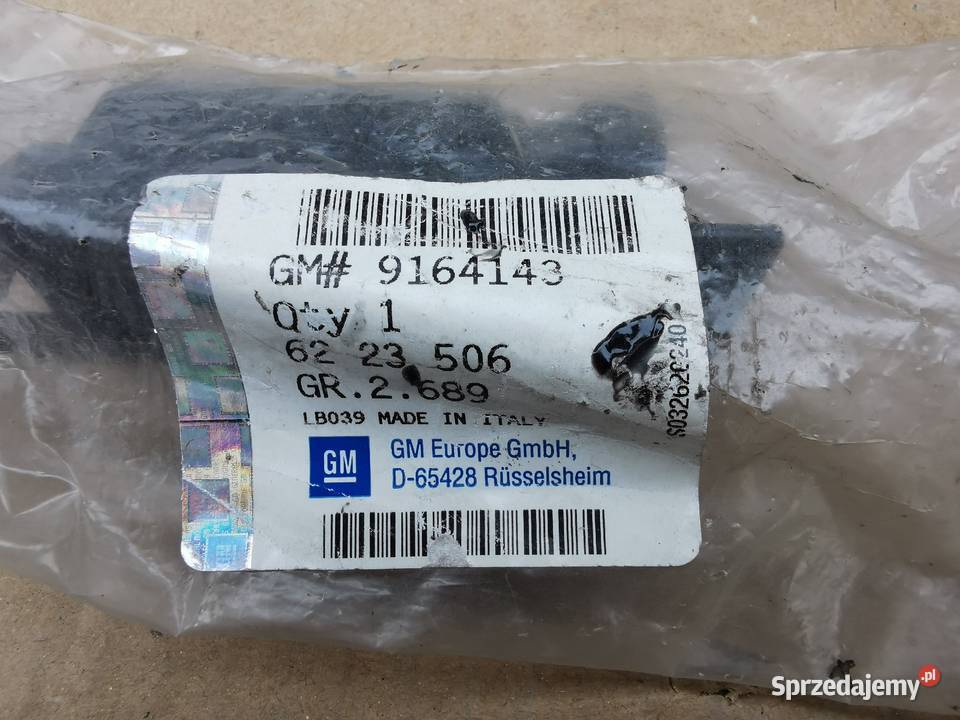 GM# 9164143
Qty 1
62 23 506
GR.2.689
LB039 MADE IN ITALY
GM
GM Europe GmbH,
D-65428 Rüsselsheim
Sprzedajemy.pl